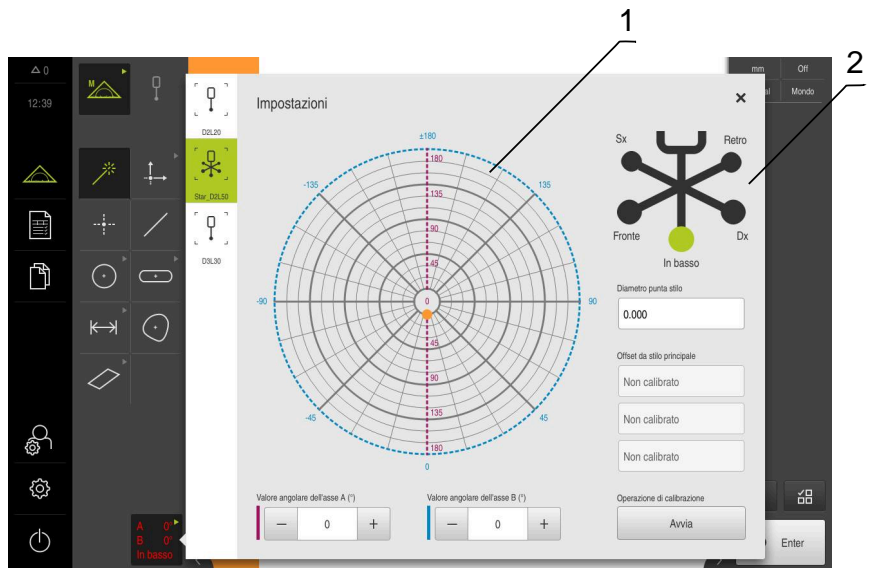 1
2
△ 0
12:39
M
D2L20
Star_D2L50
D3L30
Impostazioni
×
mm
Off
al
Mondo
±180
180
-135
135
135
90
45
-90
0
90
45
90
-45
135
45
180
0
Sx
Retro
Fronte
Dx
In basso
Diametro punta stilo
0.000
Offset da stilo principale
Non calibrato
Non calibrato
Non calibrato
Valore angolare dell'asse A (°)
Valore angolare dell'asse B (°)
− 0 +
− 0 +
Operazione di calibrazione
Avvia
A 0°
B 0°
In basso
Enter